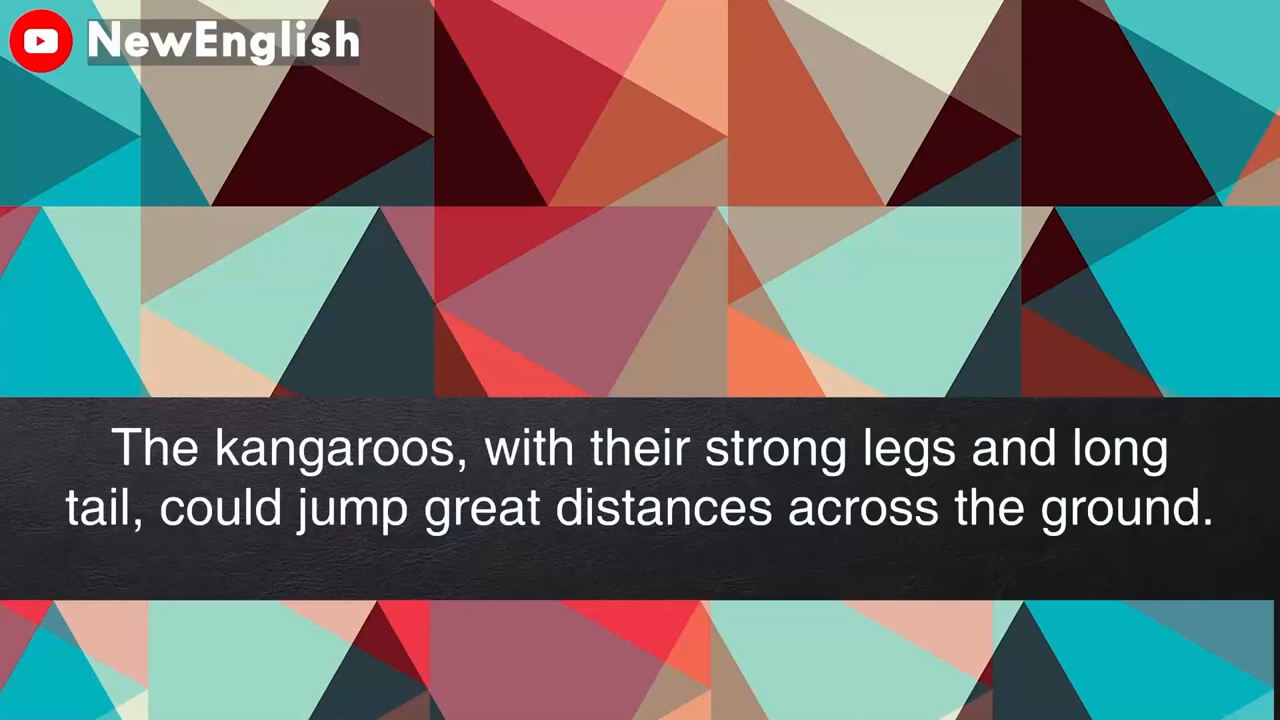 NewEnglish
The kangaroos, with their strong legs and long
tail, could jump great distances across the ground.